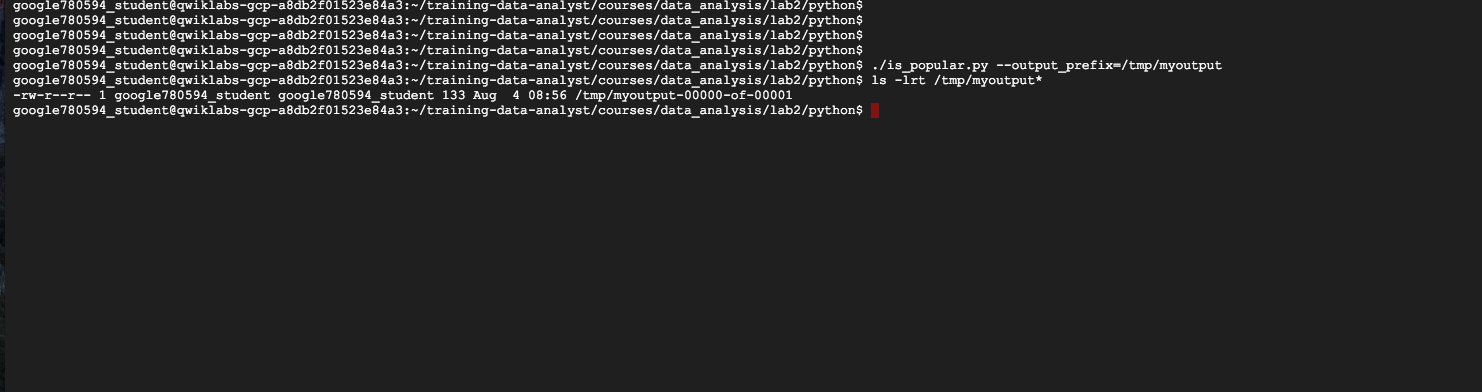 google780594_student@qwiklabs-gcp-a8db2f01523e84a3:~/training-data-analyst/courses/data_analysis/lab2/python$
google780594_student@qwiklabs-gcp-a8db2f01523e84a3:~/training-data-analyst/courses/data_analysis/lab2/python$
google780594_student@qwiklabs-gcp-a8db2f01523e84a3:~/training-data-analyst/courses/data_analysis/lab2/python$
google780594_student@qwiklabs-gcp-a8db2f01523e84a3:~/training-data-analyst/courses/data_analysis/lab2/python$
google780594_student@qwiklabs-gcp-a8db2f01523e84a3:~/training-data-analyst/courses/data_analysis/lab2/python$ ./is_popular.py --output_prefix=/tmp/myoutput
google780594_student@qwiklabs-gcp-a8db2f01523e84a3:~/training-data-analyst/courses/data_analysis/lab2/python$ ls -lrt /tmp/myoutput*
-rw-r--r-- 1 google780594_student google780594_student 133 Aug  4 08:56 /tmp/myoutput-00000-of-00001
google780594_student@qwiklabs-gcp-a8db2f01523e84a3:~/training-data-analyst/courses/data_analysis/lab2/python$